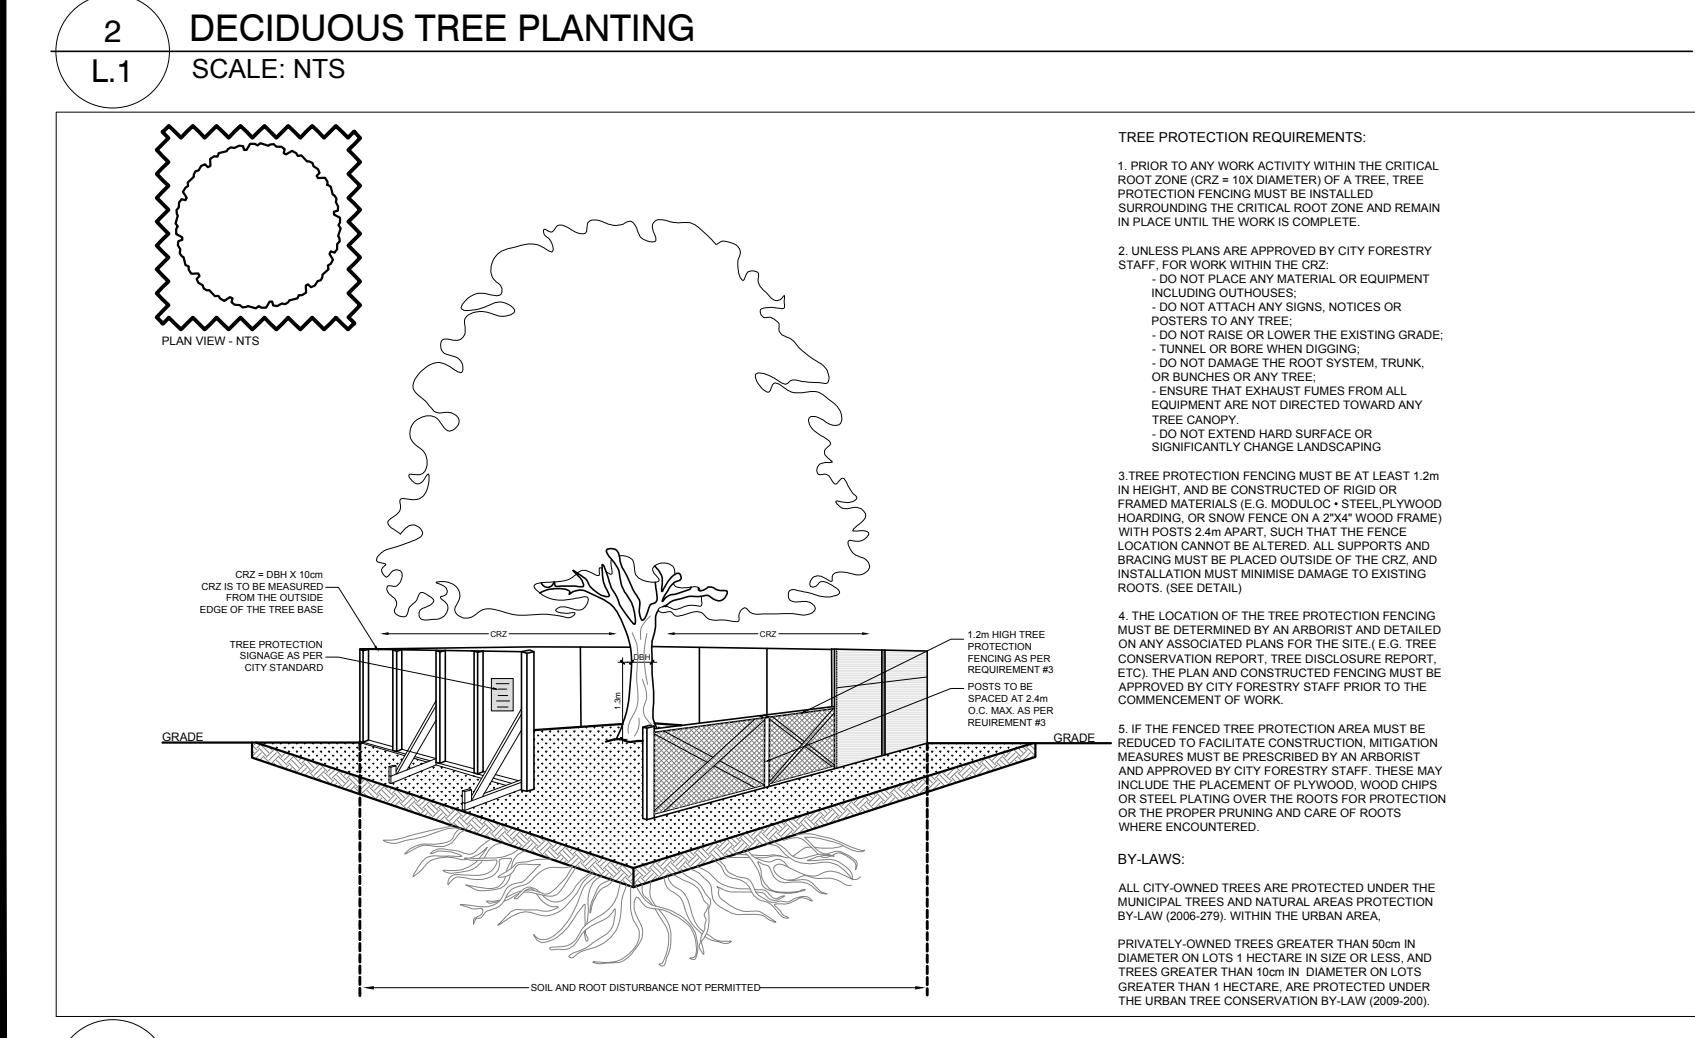 2
L.1
DECIDUOUS TREE PLANTING
SCALE: NTS
PLAN VIEW - NTS
CRZ = DBH X 10cm
CRZ IS TO BE MEASURED
FROM THE OUTSIDE
EDGE OF THE TREE BASE
TREE PROTECTION
SIGNAGE AS PER
CITY STANDARD
GRADE
CRZ
CRZ
DBH
1.3m
1.2m HIGH TREE
PROTECTION
FENCING AS PER
REQUIREMENT #3
POSTS TO BE
SPACED AT 2.4m
O.C. MAX. AS PER
REUIREMENT #3
GRADE
SOIL AND ROOT DISTURBANCE NOT PERMITTED
TREE PROTECTION REQUIREMENTS:
1. PRIOR TO ANY WORK ACTIVITY WITHIN THE CRITICAL
ROOT ZONE (CRZ = 10X DIAMETER) OF A TREE, TREE
PROTECTION FENCING MUST BE INSTALLED
SURROUNDING THE CRITICAL ROOT ZONE AND REMAIN
IN PLACE UNTIL THE WORK IS COMPLETE.
2. UNLESS PLANS ARE APPROVED BY CITY FORESTRY
STAFF, FOR WORK WITHIN THE CRZ:
- DO NOT PLACE ANY MATERIAL OR EQUIPMENT
INCLUDING OUTHOUSES;
- DO NOT ATTACH ANY SIGNS, NOTICES OR
POSTERS TO ANY TREE;
- DO NOT RAISE OR LOWER THE EXISTING GRADE;
- TUNNEL OR BORE WHEN DIGGING;
- DO NOT DAMAGE THE ROOT SYSTEM, TRUNK,
OR BUNCHES OR ANY TREE;
- ENSURE THAT EXHAUST FUMES FROM ALL
EQUIPMENT ARE NOT DIRECTED TOWARD ANY
TREE CANOPY.
- DO NOT EXTEND HARD SURFACE OR
SIGNIFICANTLY CHANGE LANDSCAPING
3.TREE PROTECTION FENCING MUST BE AT LEAST 1.2m
IN HEIGHT, AND BE CONSTRUCTED OF RIGID OR
FRAMED MATERIALS (E.G. MODULOC • STEEL,PLYWOOD
HOARDING, OR SNOW FENCE ON A 2"X4" WOOD FRAME)
WITH POSTS 2.4m APART, SUCH THAT THE FENCE
LOCATION CANNOT BE ALTERED. ALL SUPPORTS AND
BRACING MUST BE PLACED OUTSIDE OF THE CRZ, AND
INSTALLATION MUST MINIMISE DAMAGE TO EXISTING
ROOTS. (SEE DETAIL)
4. THE LOCATION OF THE TREE PROTECTION FENCING
MUST BE DETERMINED BY AN ARBORIST AND DETAILED
ON ANY ASSOCIATED PLANS FOR THE SITE.( E.G. TREE
CONSERVATION REPORT, TREE DISCLOSURE REPORT,
ETC). THE PLAN AND CONSTRUCTED FENCING MUST BE
APPROVED BY CITY FORESTRY STAFF PRIOR TO THE
COMMENCEMENT OF WORK.
5. IF THE FENCED TREE PROTECTION AREA MUST BE
REDUCED TO FACILITATE CONSTRUCTION, MITIGATION
MEASURES MUST BE PRESCRIBED BY AN ARBORIST
AND APPROVED BY CITY FORESTRY STAFF. THESE MAY
INCLUDE THE PLACEMENT OF PLYWOOD, WOOD CHIPS
OR STEEL PLATING OVER THE ROOTS FOR PROTECTION
OR THE PROPER PRUNING AND CARE OF ROOTS
WHERE ENCOUNTERED.
BY-LAWS:
ALL CITY-OWNED TREES ARE PROTECTED UNDER THE
MUNICIPAL TREES AND NATURAL AREAS PROTECTION
BY-LAW (2006-279). WITHIN THE URBAN AREA,
PRIVATELY-OWNED TREES GREATER THAN 50cm IN
DIAMETER ON LOTS 1 HECTARE IN SIZE OR LESS, AND
TREES GREATER THAN 10cm IN DIAMETER ON LOTS
GREATER THAN 1 HECTARE, ARE PROTECTED UNDER
THE URBAN TREE CONSERVATION BY-LAW (2009-200).